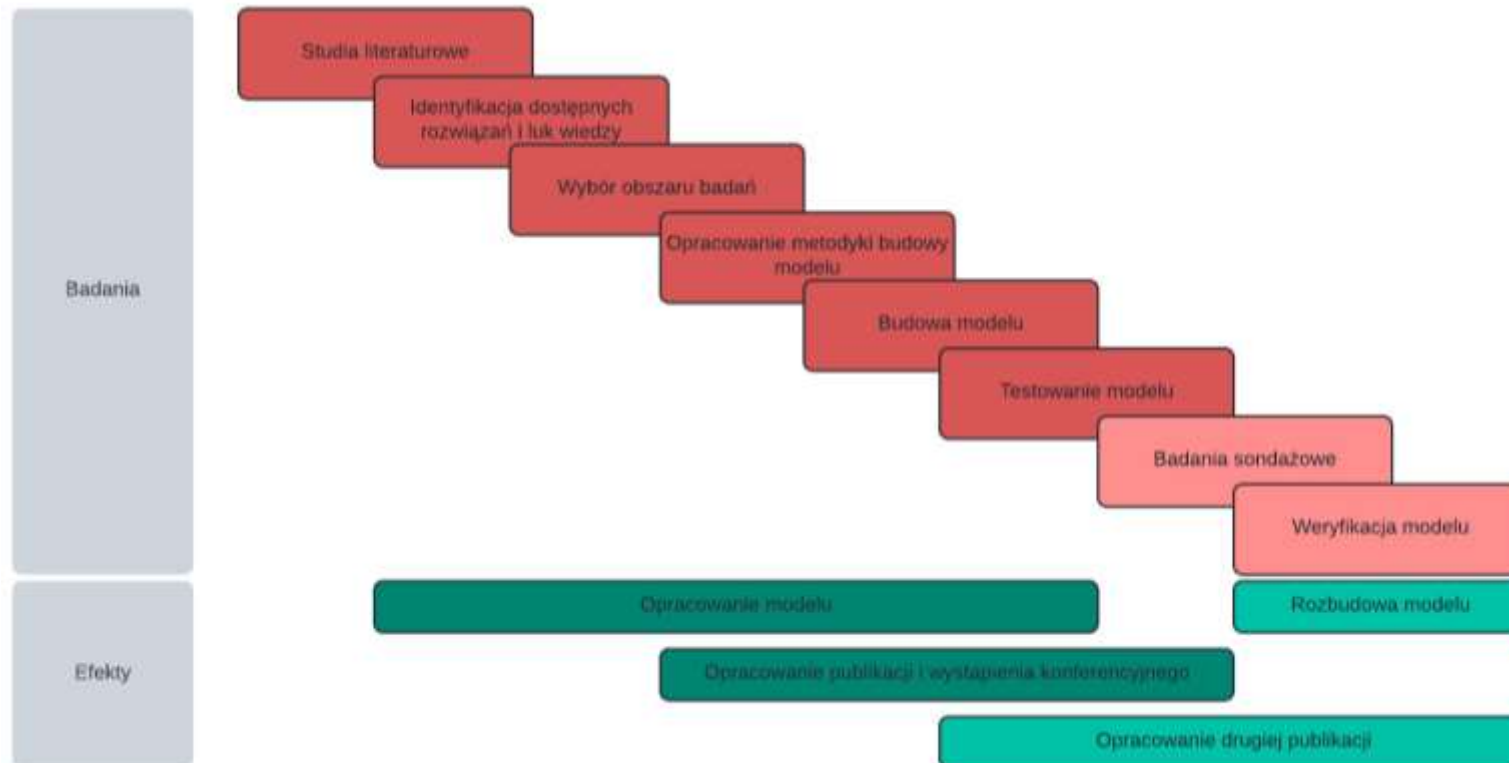 Studia literaturowe
Identyfikacja dostępnych
rozwiązań i luk wiedzy
Wybór obszaru badań
Opracowanie metodyki budowy
modelu
Badania
Budowa modelu
Testowanie modelu
Badania sondażowe
Weryfikacja modelu
Opracowanie modelu
Rozbudowa modelu
Efekty
Opracowanie publikacji i wystąpienia konferencyjnego
Opracowanie drugiej publikacji